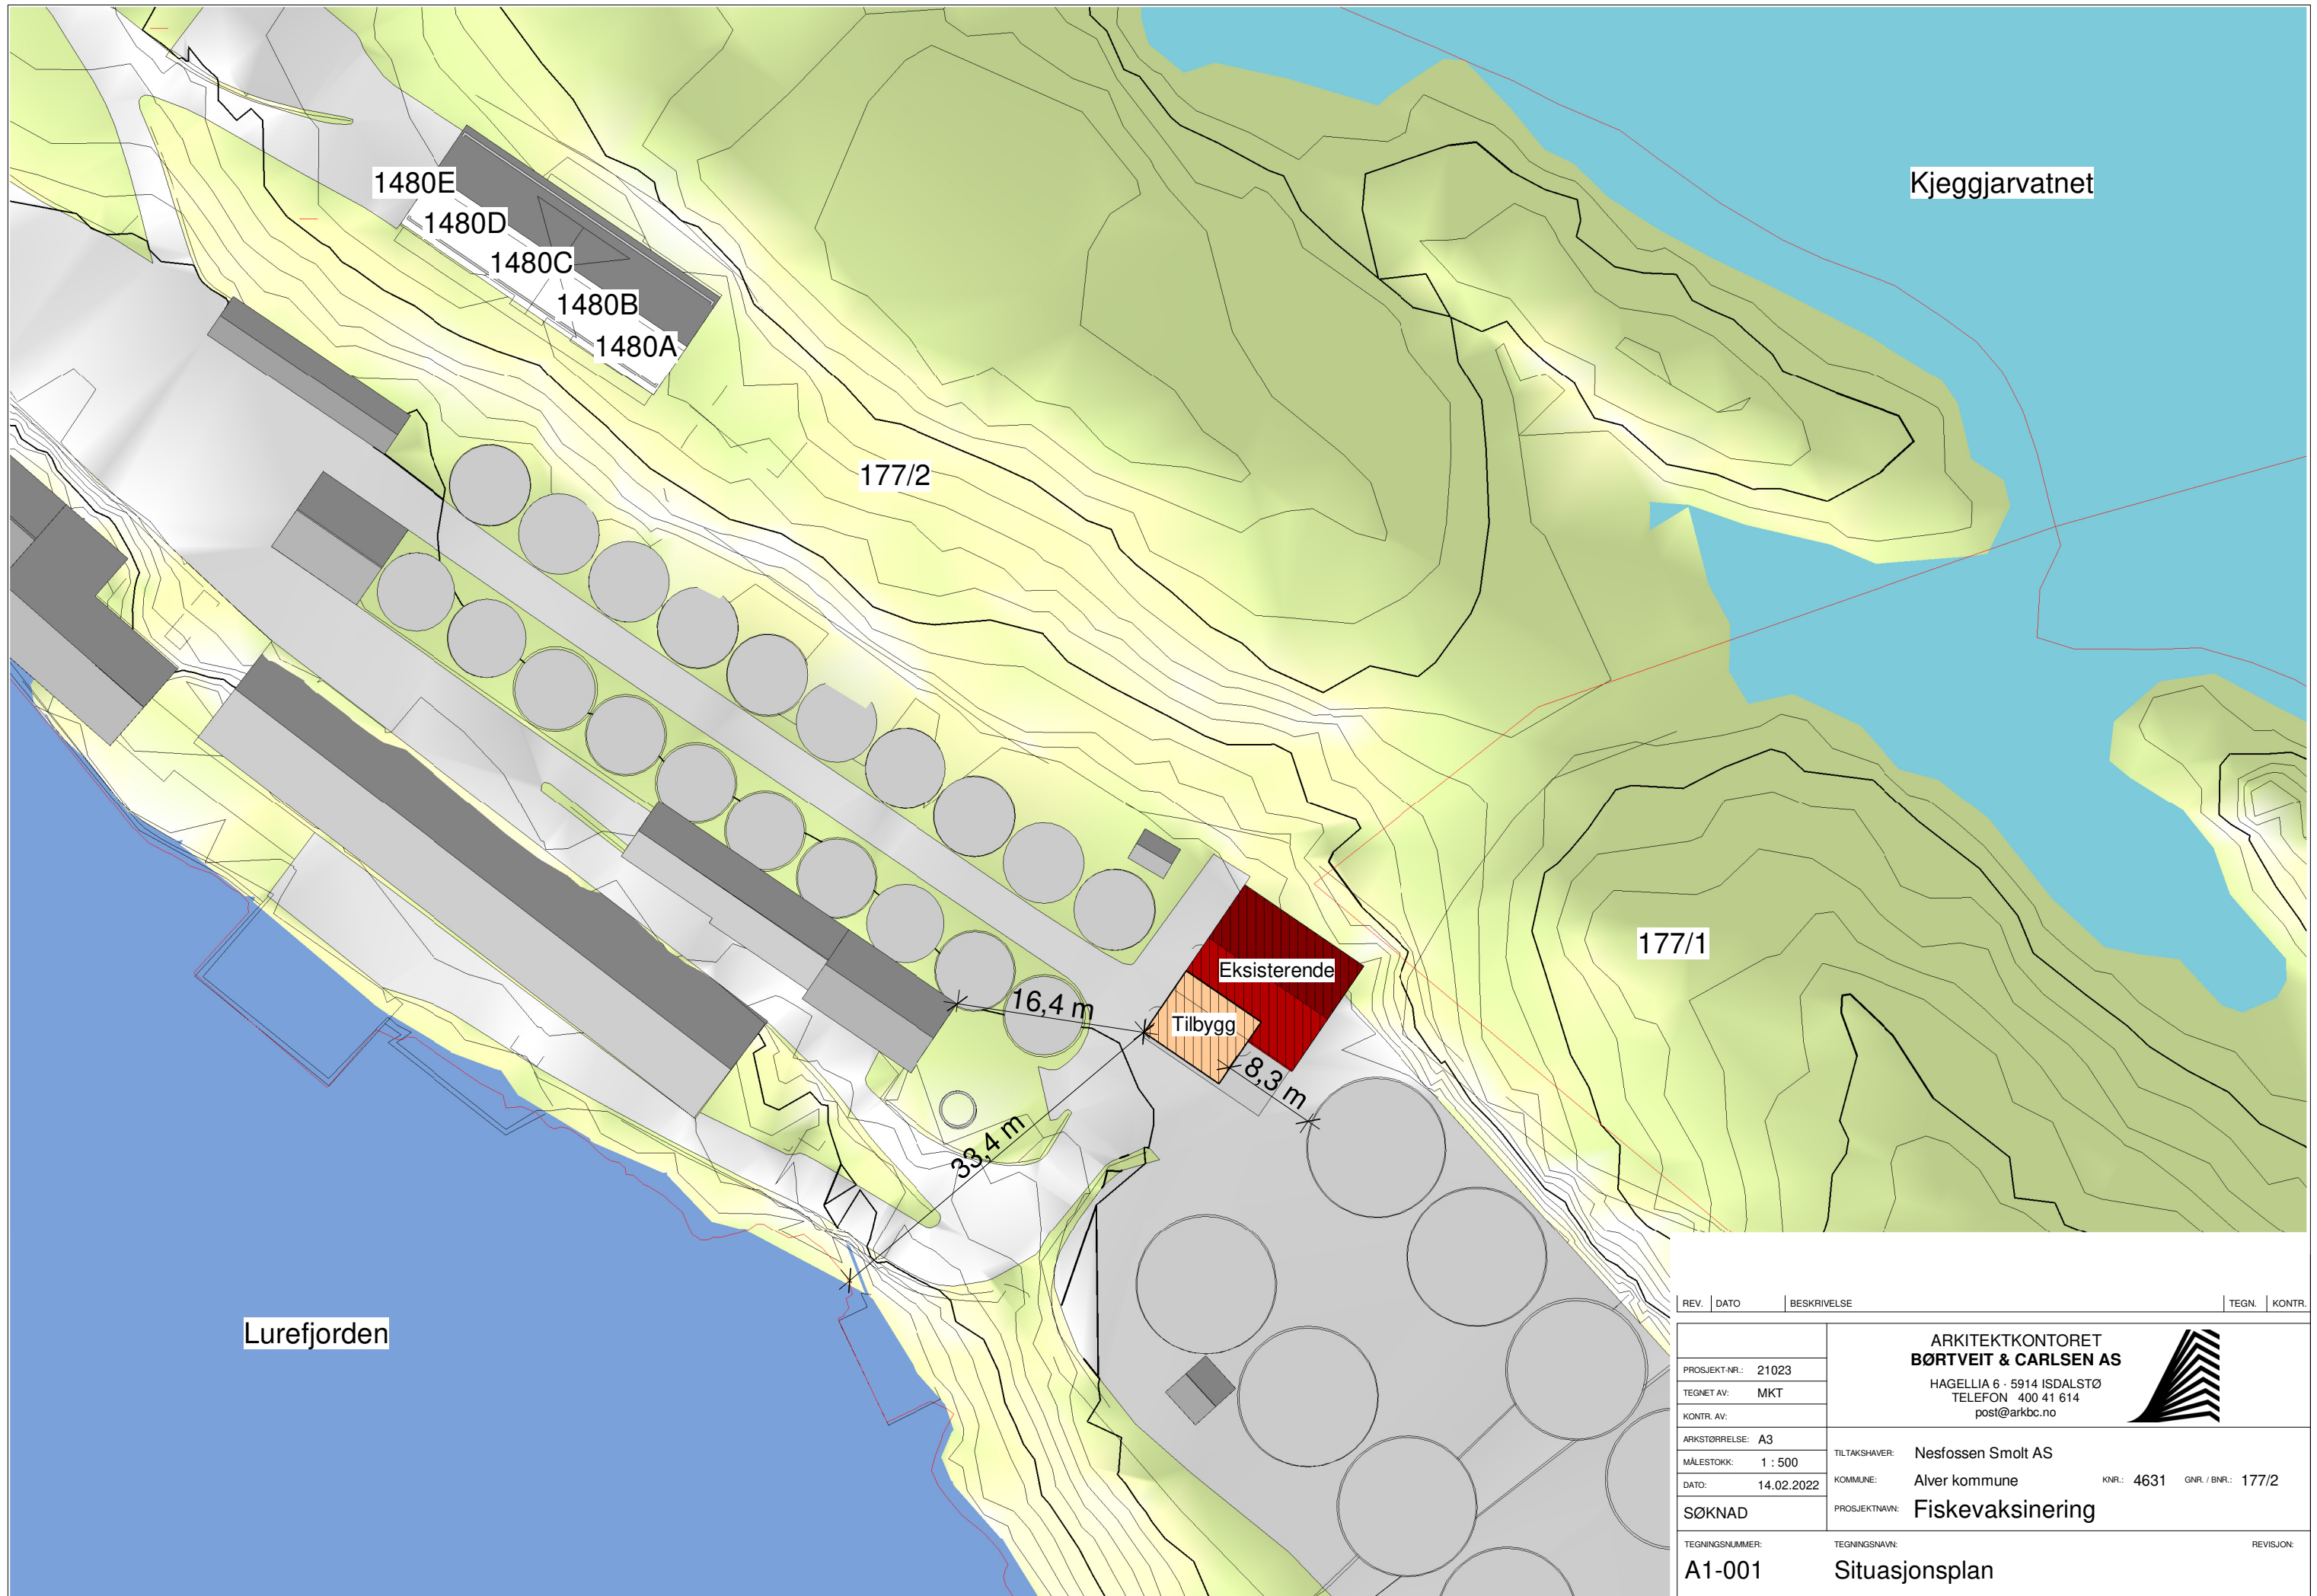 Kjeggjarvatnet
1480E
1480D
1480C
1480B
1480A
177/2
177/1
Eksisterende
Tilbygg
16,4 m
8,3 m
33,4 m
Lurefjorden
REV. DATO BESKRIVELSE TEGN. KONTR.
ARKITEKTKONTORET
BØRTVEIT & CARLSEN AS
HAGELLIA 6 · 5914 ISDALSTØ
TELEFON 400 41 614
post@arkbc.no
PROSJEKT-NR.: 21023
TEGNET AV: MKT
KONTR. AV:
ARKSTØRRELSE: A3
MÅLESTOKK: 1 : 500
DATO: 14.02.2022
SØKNAD
TILTAKSHAVER: Nesfossen Smolt AS
KOMMUNE: Alver kommune KNR.: 4631 GNR. / BNR.: 177/2
PROSJEKTNAVN: Fiskevaksinering
TEGNINGSNUMMER: TEGNINGSNAVN: REVISJON:
A1-001 Situasjonsplan